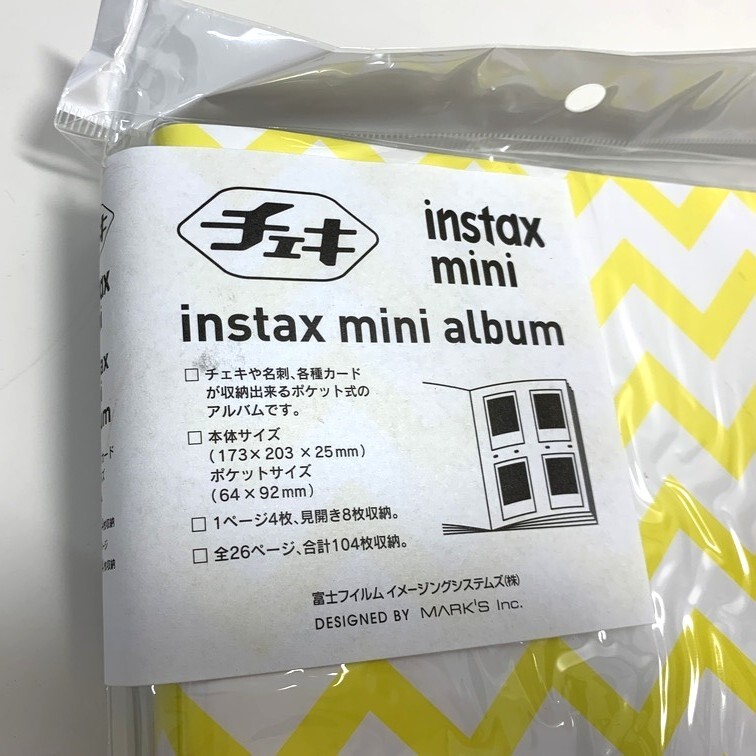 チェキ
instax
mini
instax mini album
□ チェキや名刺、各種カード
が収納出来るポケット式の
アルバムです。
□ 本体サイズ
(173×203×25mm)
ポケットサイズ
(64×92mm)
□ 1ページ4枚、見開き8枚収納。
□ 全26ページ、合計104枚収納。
富士フイルム イメージングシステムズ(株)
DESIGNED BY MARK'S Inc.